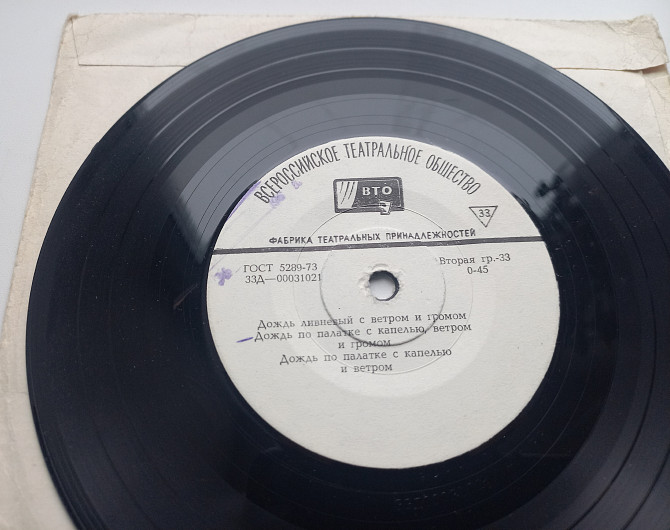 ВСЕРОССИЙСКОЕ ТЕАТРАЛЬНОЕ ОБЩЕСТВО
ВТО
33
ФАБРИКА ТЕАТРАЛЬНЫХ ПРИНАДЛЕЖНОСТЕЙ
ГОСТ 5289-73 Вторая гр.-33
33Д—00031021 0-45
Дождь ливневый с ветром и громом
Дождь по палатке с капелью, ветром
и громом
Дождь по палатке с капелью
и ветром